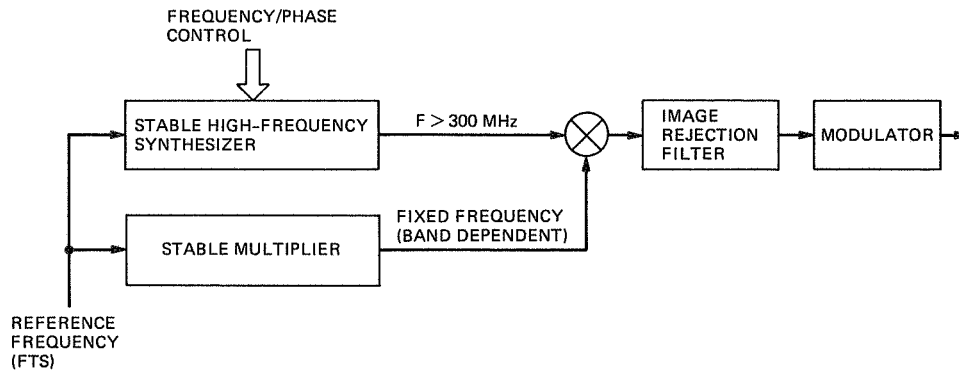 FREQUENCY/PHASE
CONTROL
STABLE HIGH-FREQUENCY
SYNTHESIZER
F > 300 MHz
IMAGE
REJECTION
FILTER
MODULATOR
FIXED FREQUENCY
(BAND DEPENDENT)
STABLE MULTIPLIER
REFERENCE
FREQUENCY
(FTS)